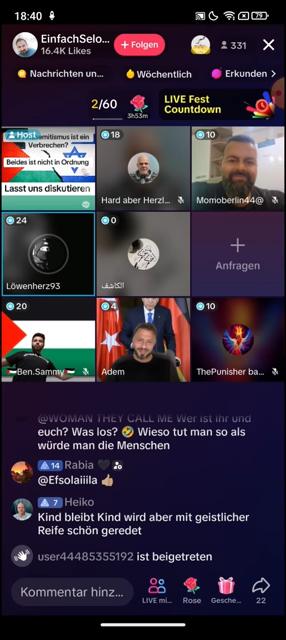 18:40
79
EinfachSelo...
16.4K Likes
+ Folgen
331
Nachrichten un...
Wöchentlich
Erkunden
2/60
3h53m
LIVE Fest
Countdown
Host
Verbrechen?
Beides ist nicht in Ordnung
Lasst uns diskutieren
18
Hard aber Herzl...
10
Momoberlin44@
24
Löwenherz93
0
الكاشف
Anfragen
20
Ben.Sammy
4
Adem
10
ThePunisher ba...
@WOMAN THEY CALL ME Wer ist ihr und
euch? Was los? 🤣 Wieso tut man so als
würde man die Menschen
14 Rabia 🖤
@Efsolaiiila 👍🏼
7 Heiko
Kind bleibt Kind wird aber mit geistlicher
Reife schön geredet
user44485355192 ist beigetreten
Kommentar hinz...
LIVE mi...
Rose
Gesche...
22